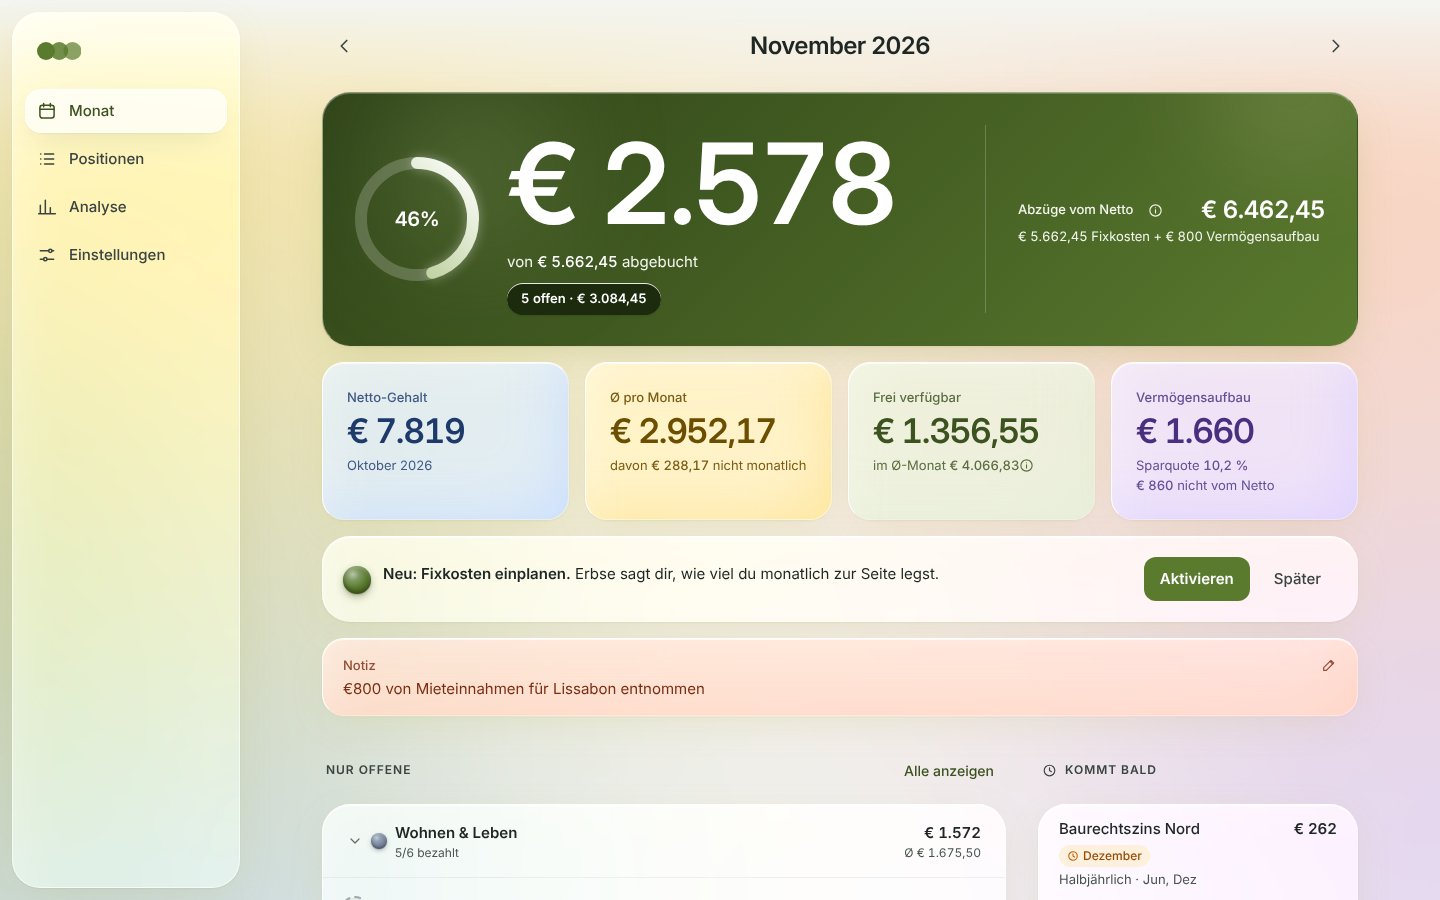 November 2026
Monat
Positionen
Analyse
Einstellungen
46%
€ 2.578
von € 5.662,45 abgebucht
5 offen · € 3.084,45
Abzüge vom Netto
€ 6.462,45
€ 5.662,45 Fixkosten + € 800 Vermögensaufbau
Netto-Gehalt
€ 7.819
Oktober 2026
Ø pro Monat
€ 2.952,17
davon € 288,17 nicht monatlich
Frei verfügbar
€ 1.356,55
im Ø-Monat € 4.066,83
Vermögensaufbau
€ 1.660
Sparquote 10,2 %
€ 860 nicht vom Netto
Neu: Fixkosten einplanen. Erbse sagt dir, wie viel du monatlich zur Seite legst.
Aktivieren
Später
Notiz
€800 von Mieteinnahmen für Lissabon entnommen
NUR OFFENE
Alle anzeigen
Wohnen & Leben
€ 1.572
5/6 bezahlt
Ø € 1.675,50
KOMMT BALD
Baurechtszins Nord
€ 262
Dezember
Halbjährlich · Jun, Dez